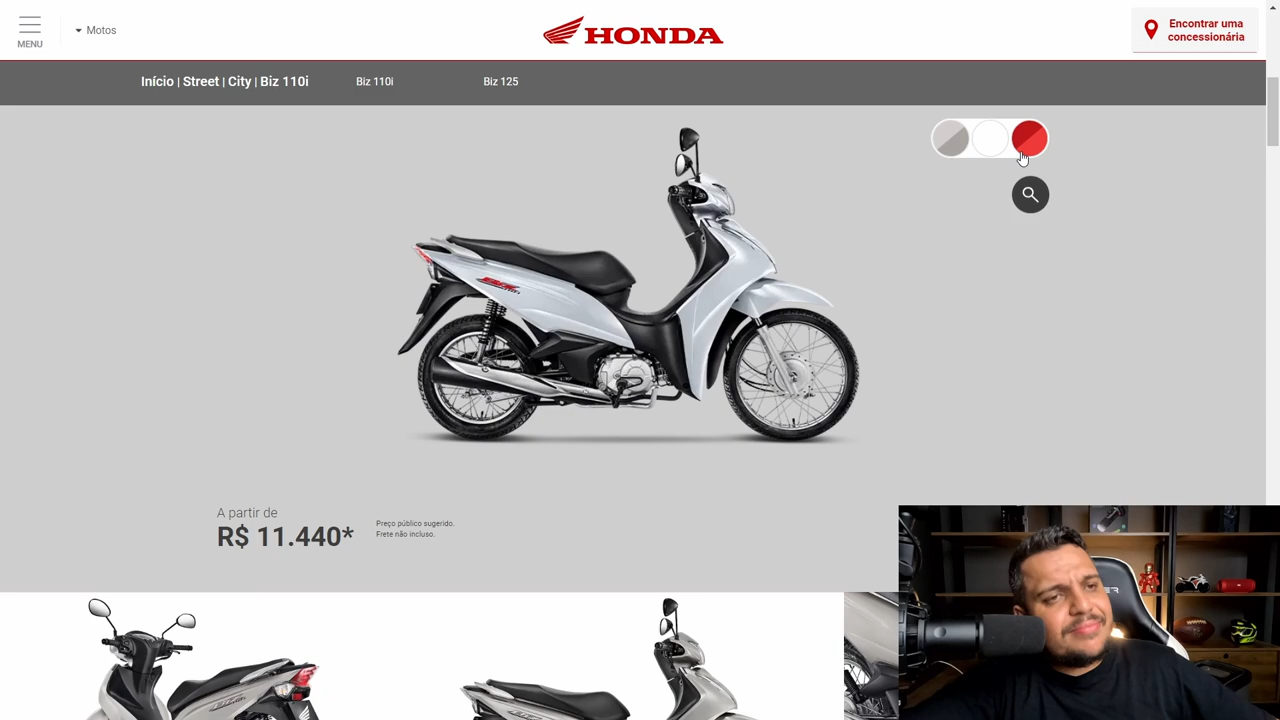 MENU
Motos
HONDA
Encontrar uma
concessionária
Início | Street | City | Biz 110i
Biz 110i
Biz 125
A partir de
R$ 11.440*
Preço público sugerido.
Frete não incluso.